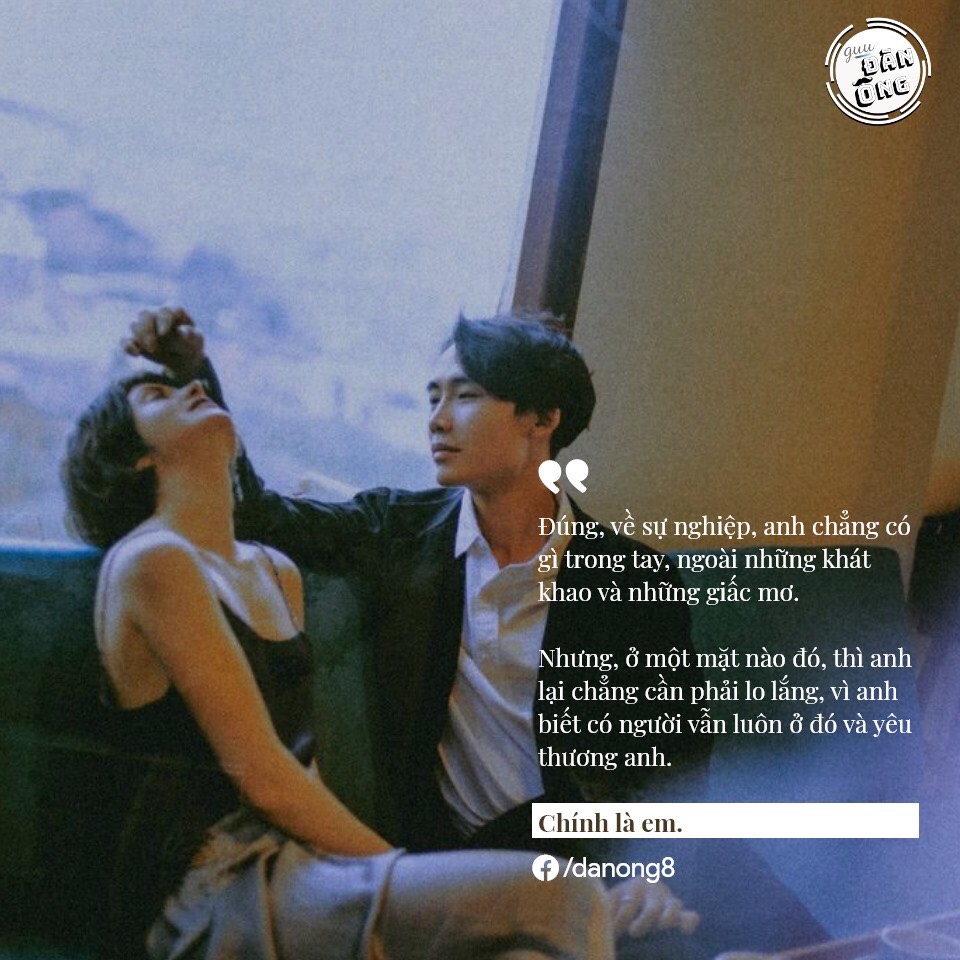 guu
ĐÀN
ÔNG
Đúng, về sự nghiệp, anh chẳng có
gì trong tay, ngoài những khát
khao và những giấc mơ.
Nhưng, ở một mặt nào đó, thì anh
lại chẳng cần phải lo lắng, vì anh
biết có người vẫn luôn ở đó và yêu
thương anh.
Chính là em.
/danong8